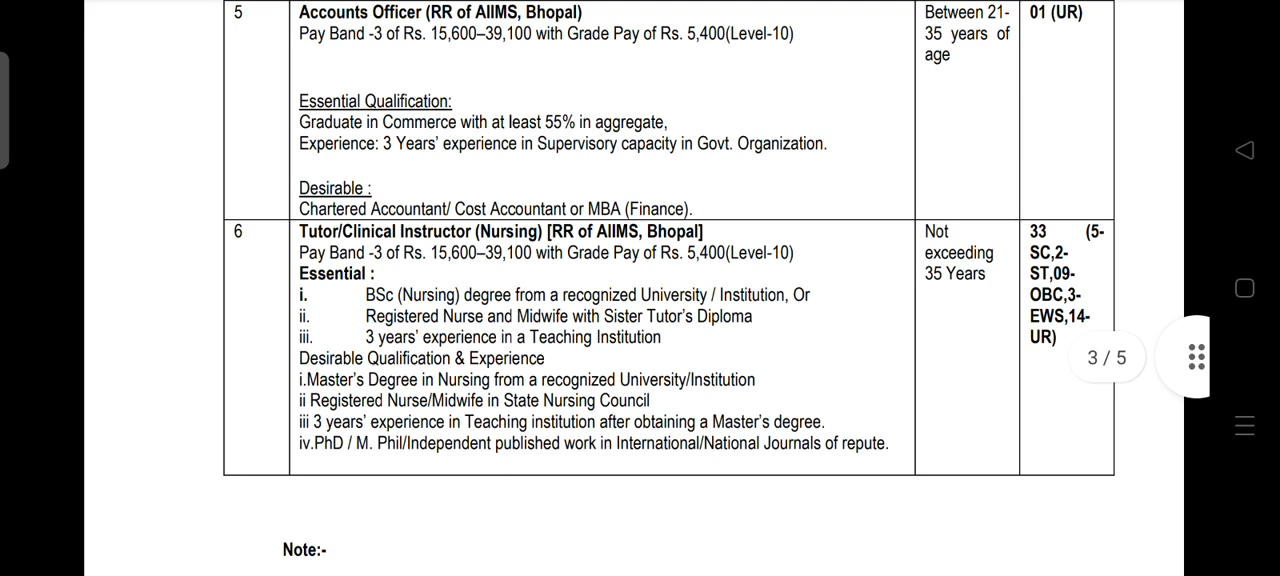 5
Accounts Officer (RR of AIIMS, Bhopal)
Pay Band -3 of Rs. 15,600–39,100 with Grade Pay of Rs. 5,400(Level-10)
Essential Qualification:
Graduate in Commerce with at least 55% in aggregate,
Experience: 3 Years’ experience in Supervisory capacity in Govt. Organization.
Desirable :
Chartered Accountant/ Cost Accountant or MBA (Finance).
Between 21-
35 years of
age
01 (UR)
6
Tutor/Clinical Instructor (Nursing) [RR of AIIMS, Bhopal]
Pay Band -3 of Rs. 15,600–39,100 with Grade Pay of Rs. 5,400(Level-10)
Essential :
i. BSc (Nursing) degree from a recognized University / Institution, Or
ii. Registered Nurse and Midwife with Sister Tutor’s Diploma
iii. 3 years’ experience in a Teaching Institution
Desirable Qualification & Experience
i.Master’s Degree in Nursing from a recognized University/Institution
ii Registered Nurse/Midwife in State Nursing Council
iii 3 years’ experience in Teaching institution after obtaining a Master’s degree.
iv.PhD / M. Phil/Independent published work in International/National Journals of repute.
Not
exceeding
35 Years
33 (5-
SC,2-
ST,09-
OBC,3-
EWS,14-
UR)
3 / 5
Note:-